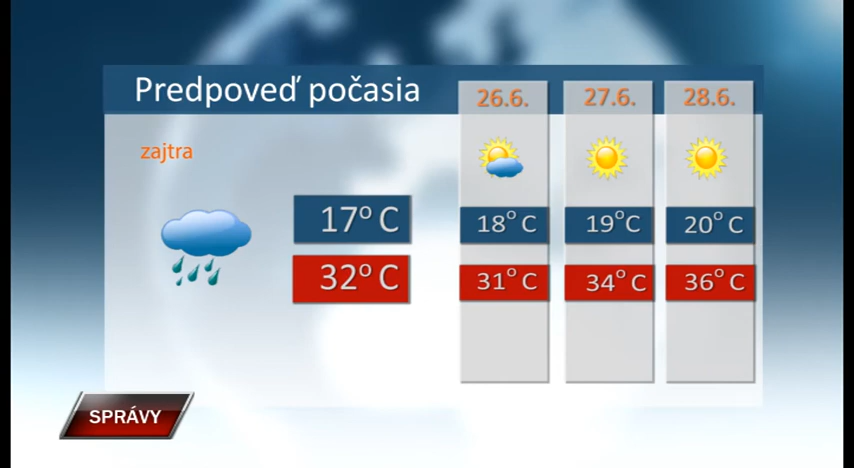 Predpoveď počasia
zajtra
17° C
32° C
26.6.
18° C
31° C
27.6.
19°C
34° C
28.6.
20° C
36° C
SPRÁVY